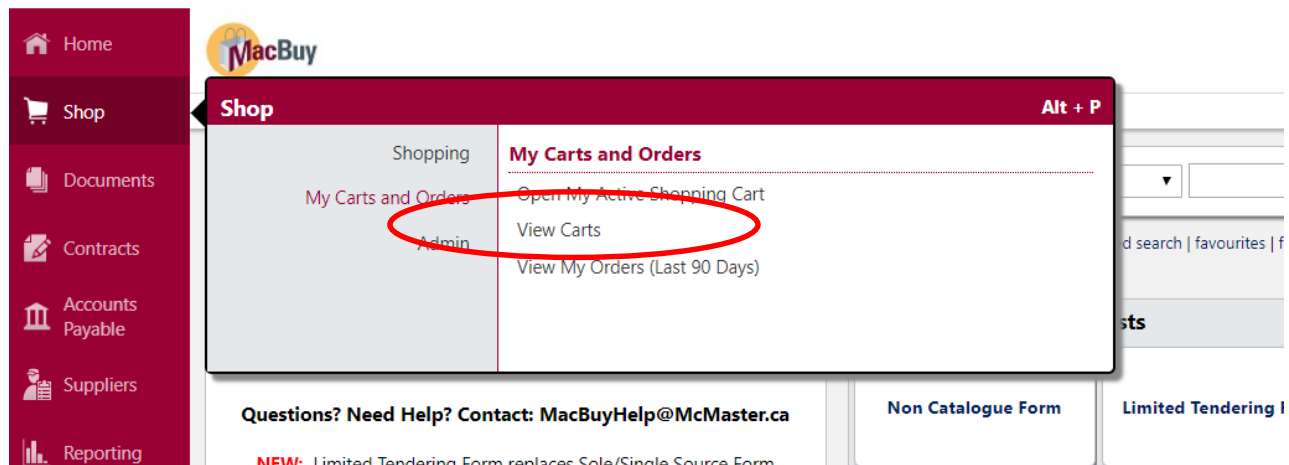 Home
Shop
Documents
Contracts
Accounts
Payable
Suppliers
Reporting
MacBuy
Shop
Alt + P
Shopping
My Carts and Orders
Admin
My Carts and Orders
Open My Active Shopping Cart
View Carts
View My Orders (Last 90 Days)
d search | favourites | f
sts
Questions? Need Help? Contact: MacBuyHelp@McMaster.ca
NEW: Limited Tendering Form replaces Sole/Single Source Form
Non Catalogue Form
Limited Tendering